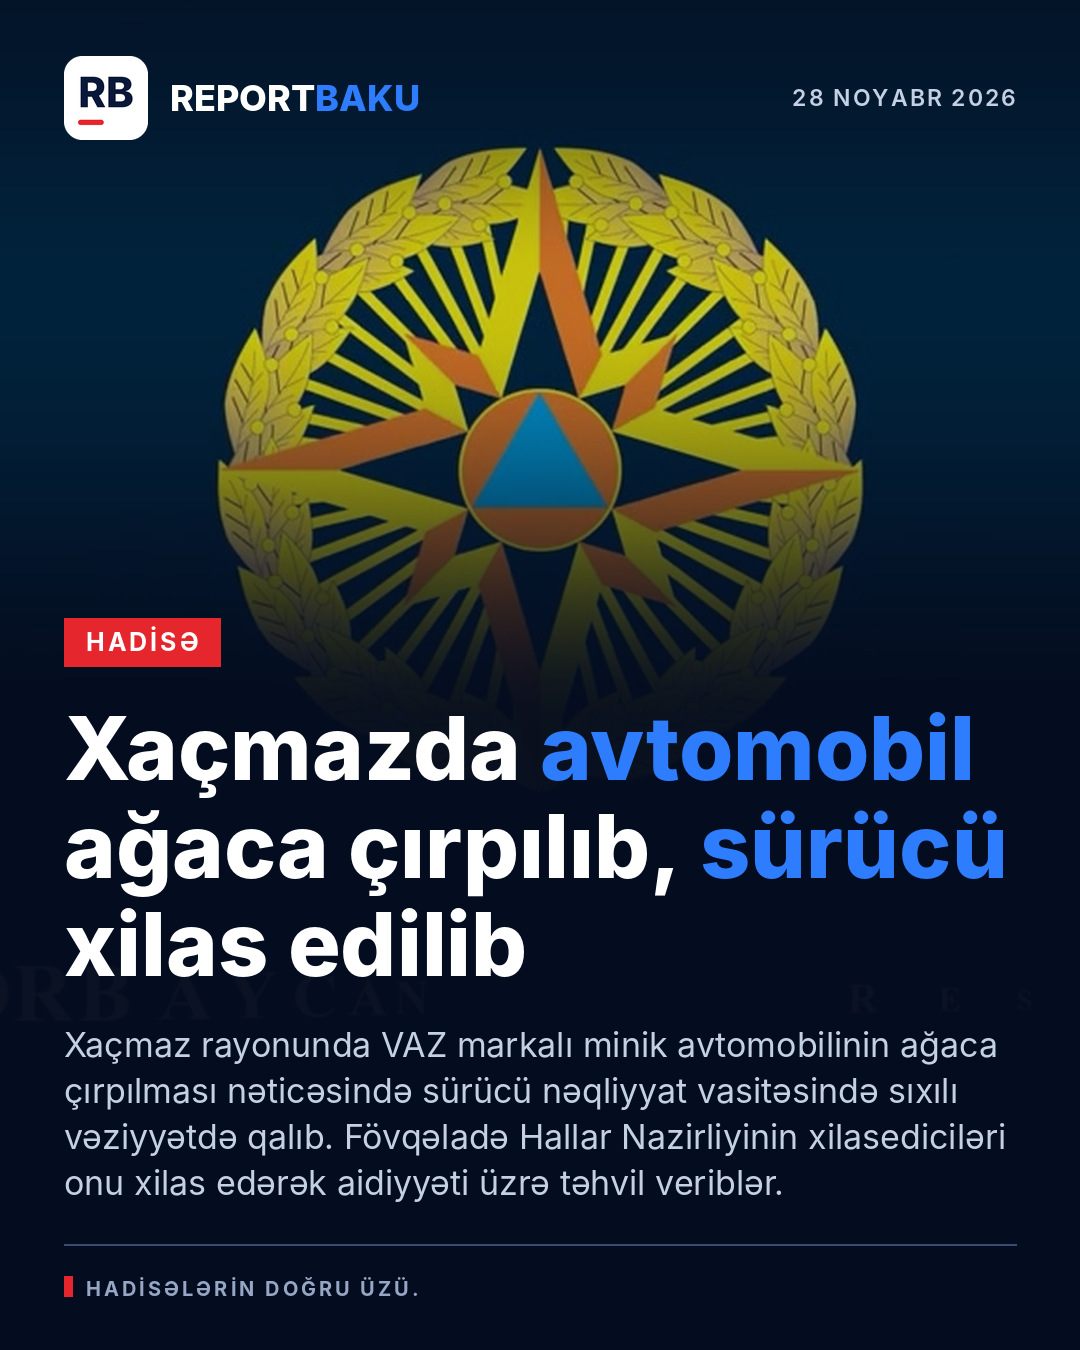 RB
REPORTBAKU
28 NOYABR 2026
HADİSƏ
Xaçmazda avtomobil
ağaca çırpılıb, sürücü
xilas edilib
Xaçmaz rayonunda VAZ markalı minik avtomobilinin ağaca
çırpılması nəticəsində sürücü nəqliyyat vasitəsində sıxılı
vəziyyətdə qalıb. Fövqəladə Hallar Nazirliyinin xilasediciləri
onu xilas edərək aidiyyəti üzrə təhvil veriblər.
HADİSƏLƏRİN DOĞRU ÜZÜ.